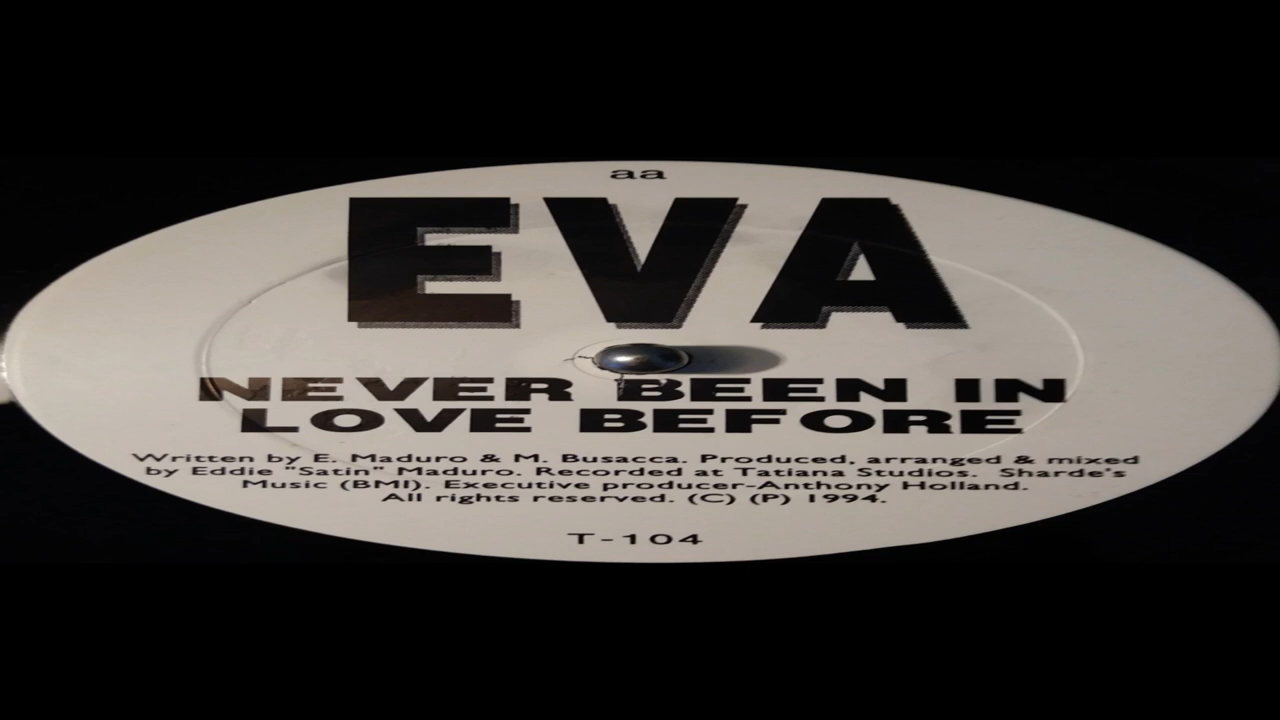 aa
EVA
NEVER BEEN IN
LOVE BEFORE
Written by E. Maduro & M. Busacca. Produced, arranged & mixed
by Eddie "Satin" Maduro. Recorded at Tatiana Studios. Sharde's
Music (BMI). Executive producer-Anthony Holland.
All rights reserved. (C) (P) 1994.
T-104